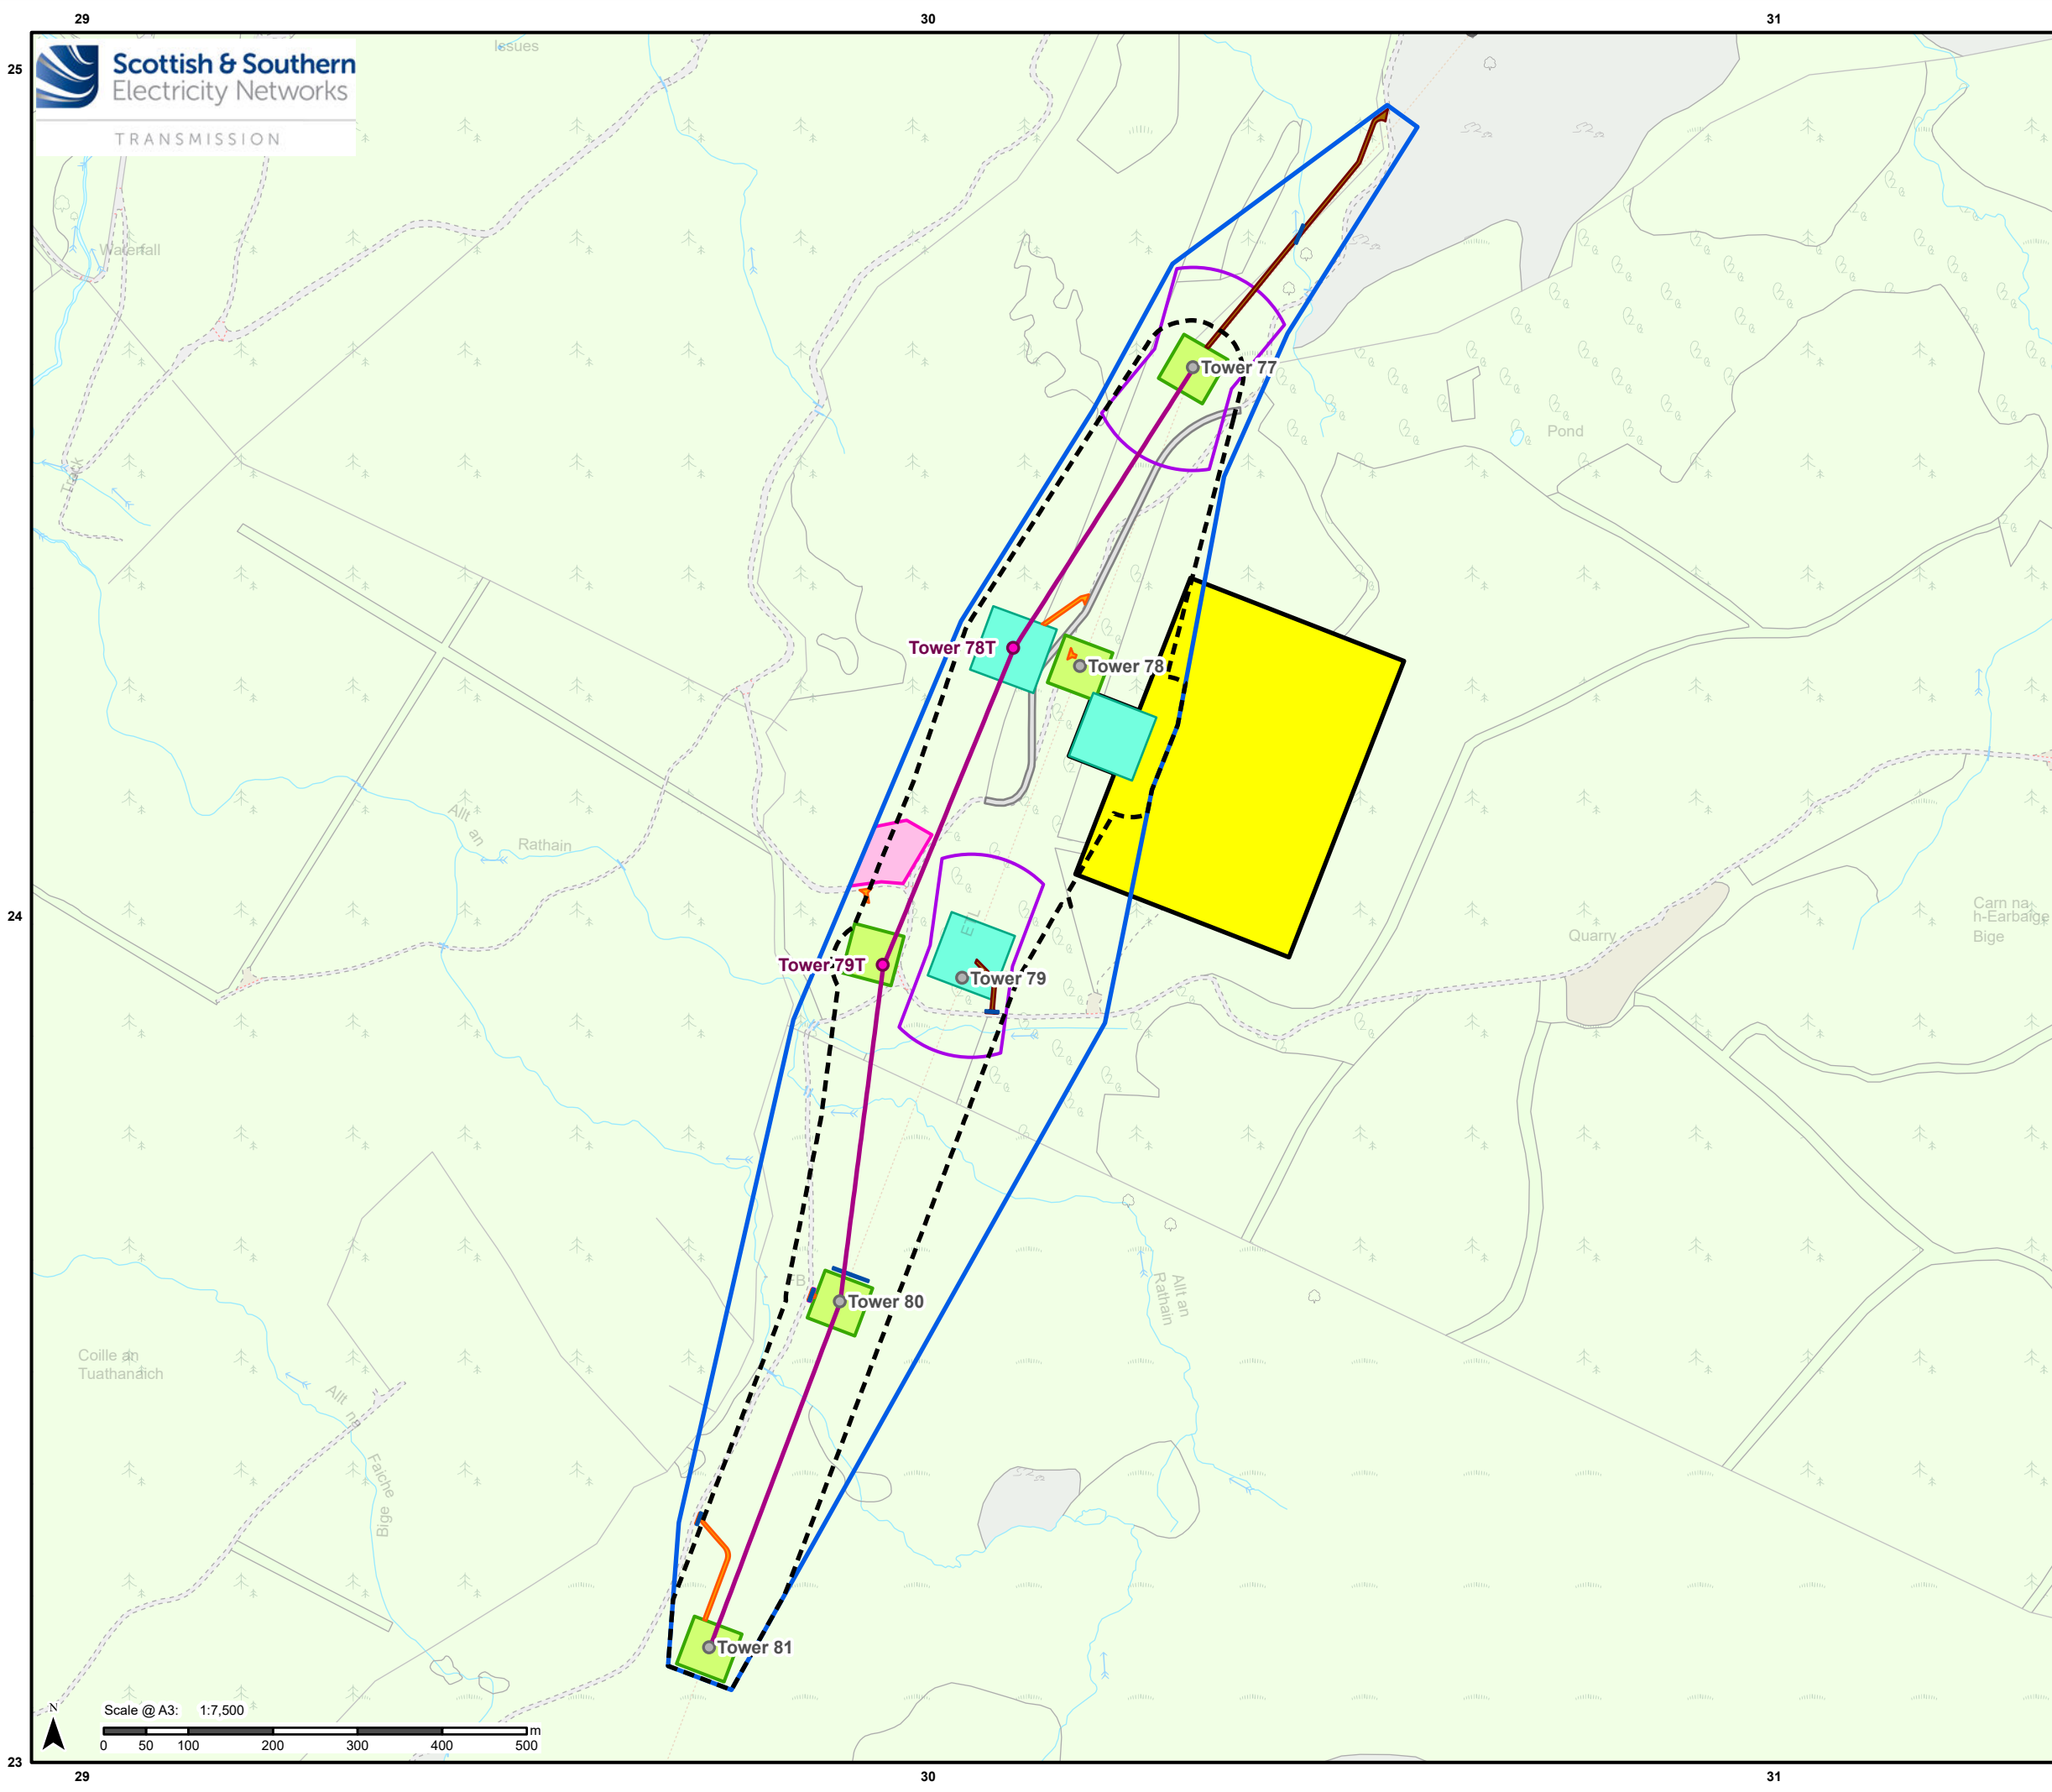 29
30
31
25
Scottish & Southern
Electricity Networks
TRANSMISSION
Issues
Waterfall
Track
Tower 77
Pond
Tower 78T
Tower 78
Allt an
Rathain
24
E L
Carn na
h-Earbaige
Bige
Quarry
Tower 79T
Tower 79
FB
Tower 80
Allt an
Rathain
Coille an
Tuathanaich
Allt na
Faiche
Bige
Tower 81
N
Scale @ A3: 1:7,500
m
0 50 100 200 300 400 500
23
29
30
31